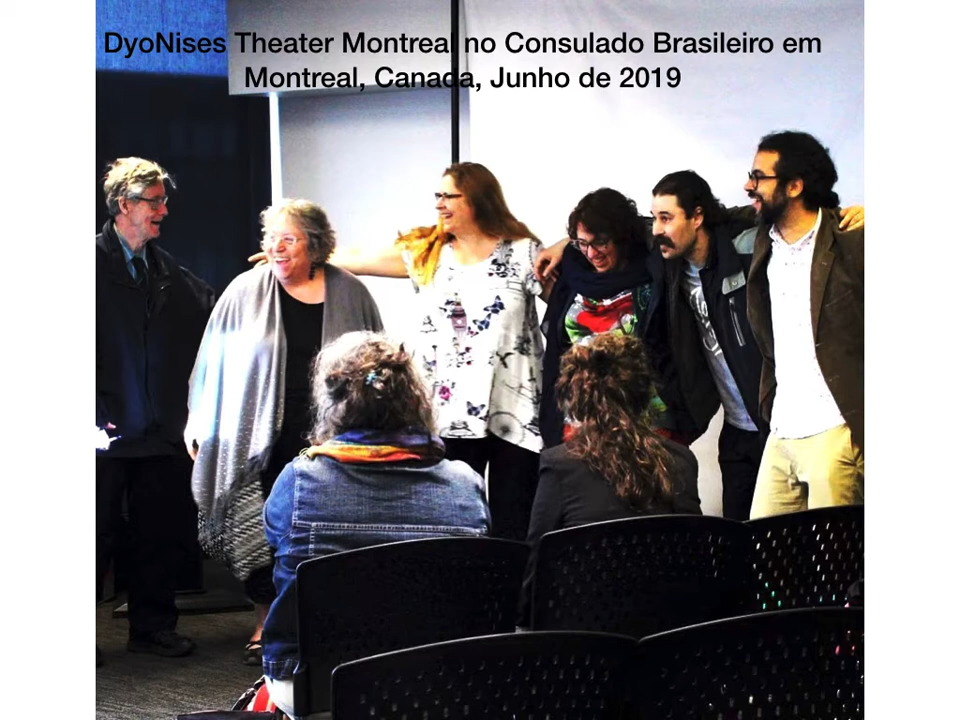 DyoNises Theater Montreal no Consulado Brasileiro em
Montreal, Canada, Junho de 2019